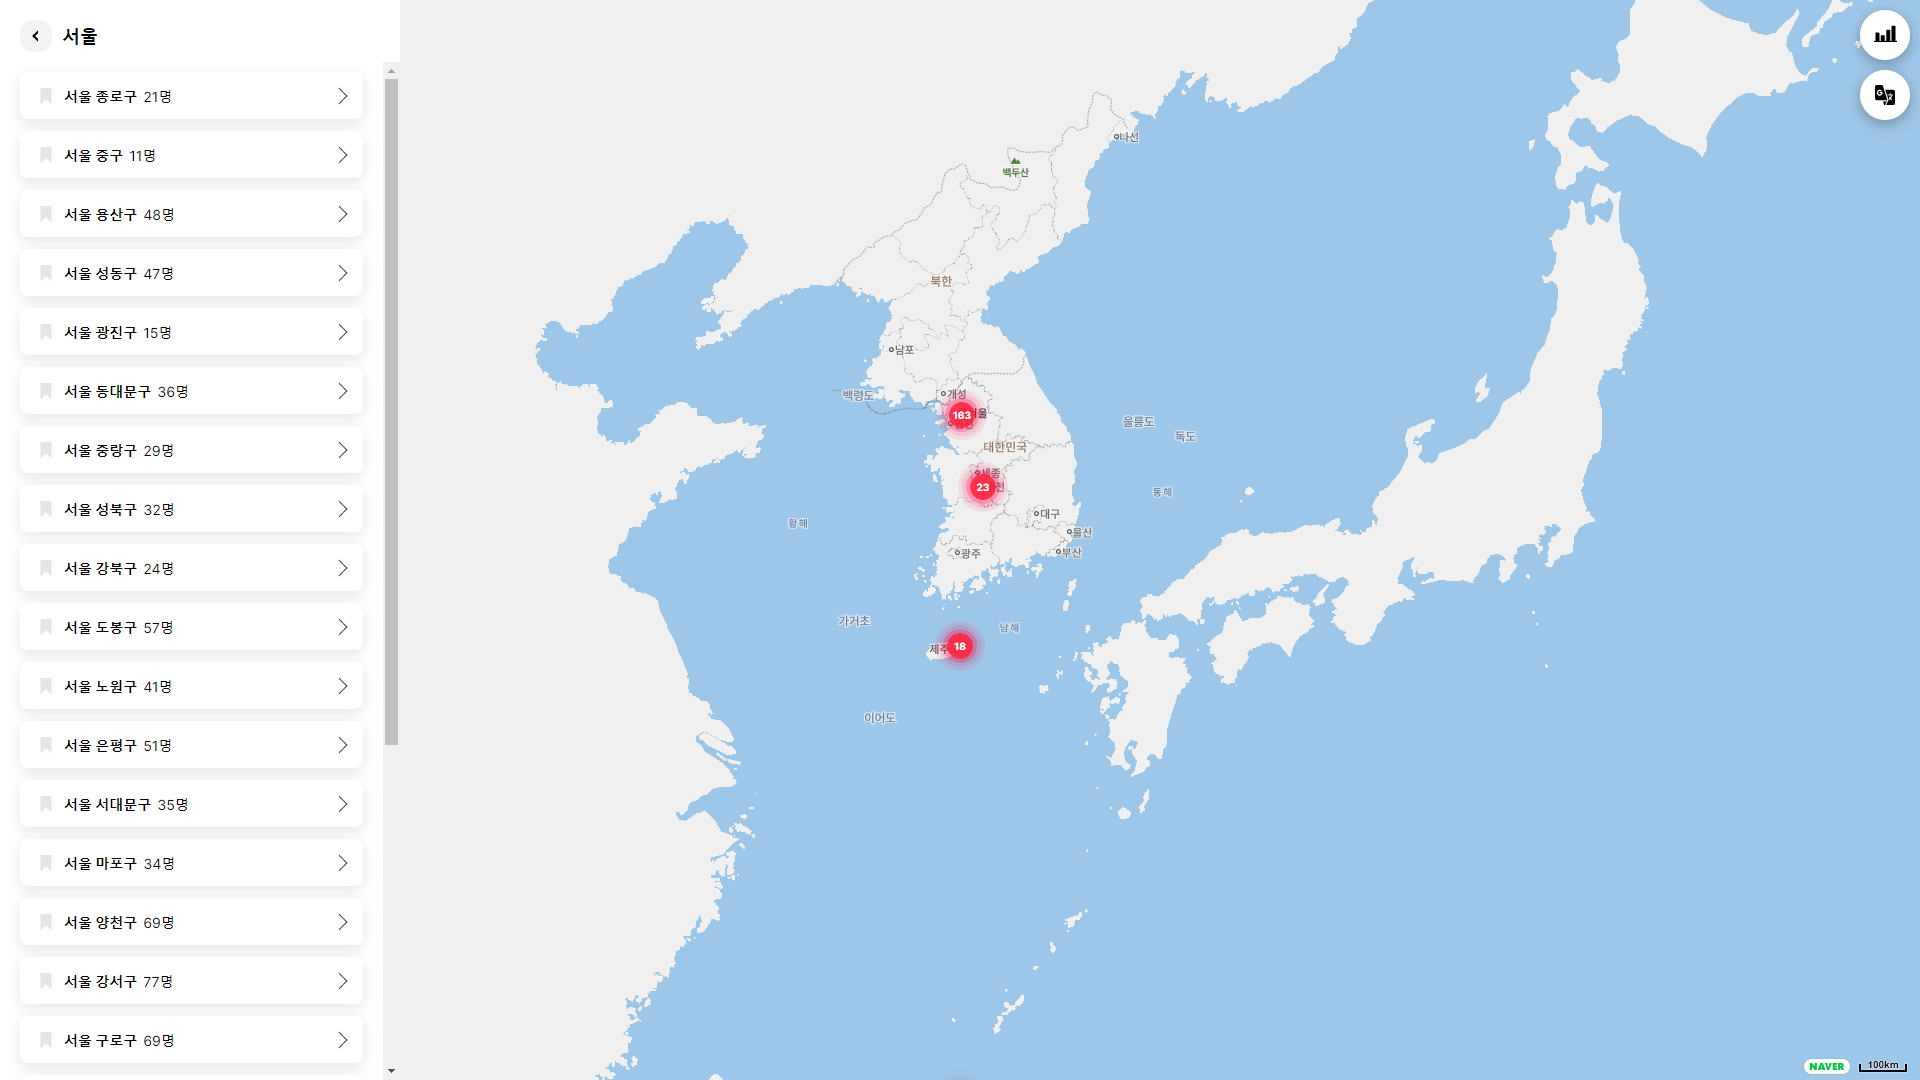 서울
서울 종로구 21명
서울 중구 11명
서울 용산구 48명
서울 성동구 47명
서울 광진구 15명
서울 동대문구 36명
서울 중랑구 29명
서울 성북구 32명
서울 강북구 24명
서울 도봉구 57명
서울 노원구 41명
서울 은평구 51명
서울 서대문구 35명
서울 마포구 34명
서울 양천구 69명
서울 강서구 77명
서울 구로구 69명
나선
백두산
북한
남포
개성
백령도
163
울
울릉도
독도
대한민국
세종
23
전
동해
대구
황해
울산
광주
부산
가거초
남해
제주
18
이어도
NAVER
100km